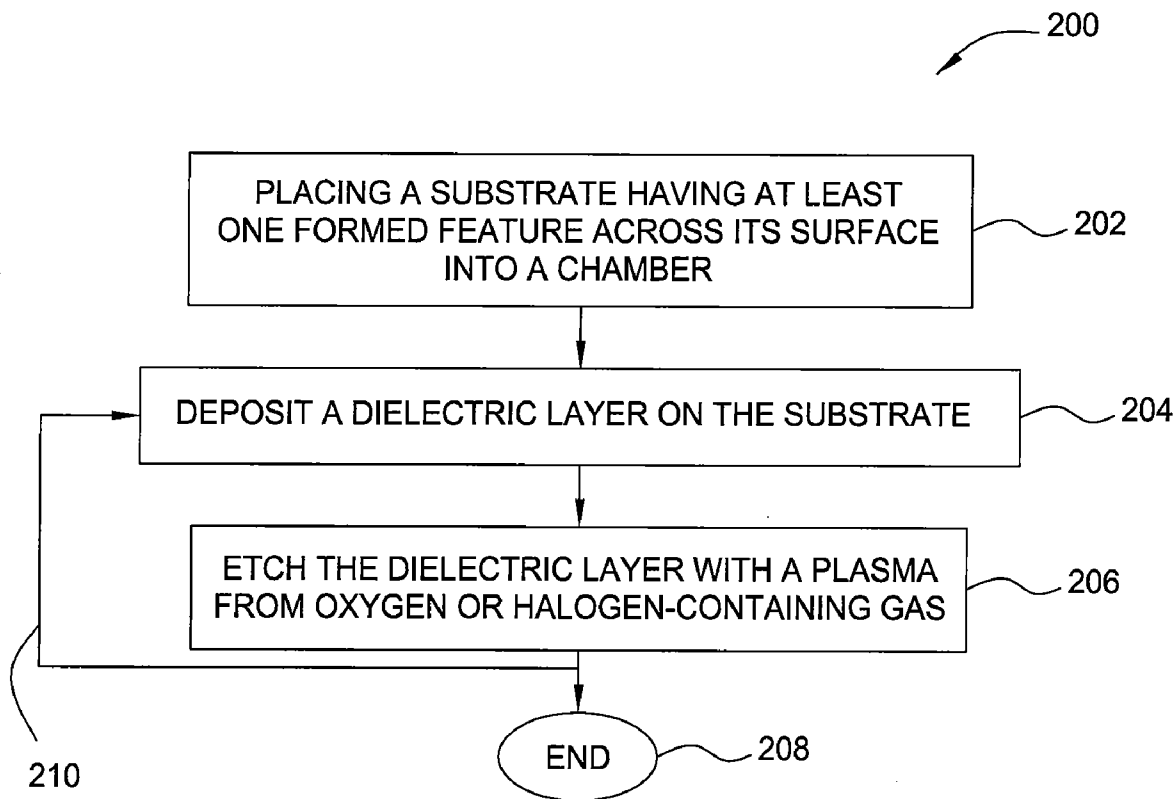 200
PLACING A SUBSTRATE HAVING AT LEAST
ONE FORMED FEATURE ACROSS ITS SURFACE
INTO A CHAMBER
202
DEPOSIT A DIELECTRIC LAYER ON THE SUBSTRATE
204
ETCH THE DIELECTRIC LAYER WITH A PLASMA
FROM OXYGEN OR HALOGEN-CONTAINING GAS
206
END
208
210